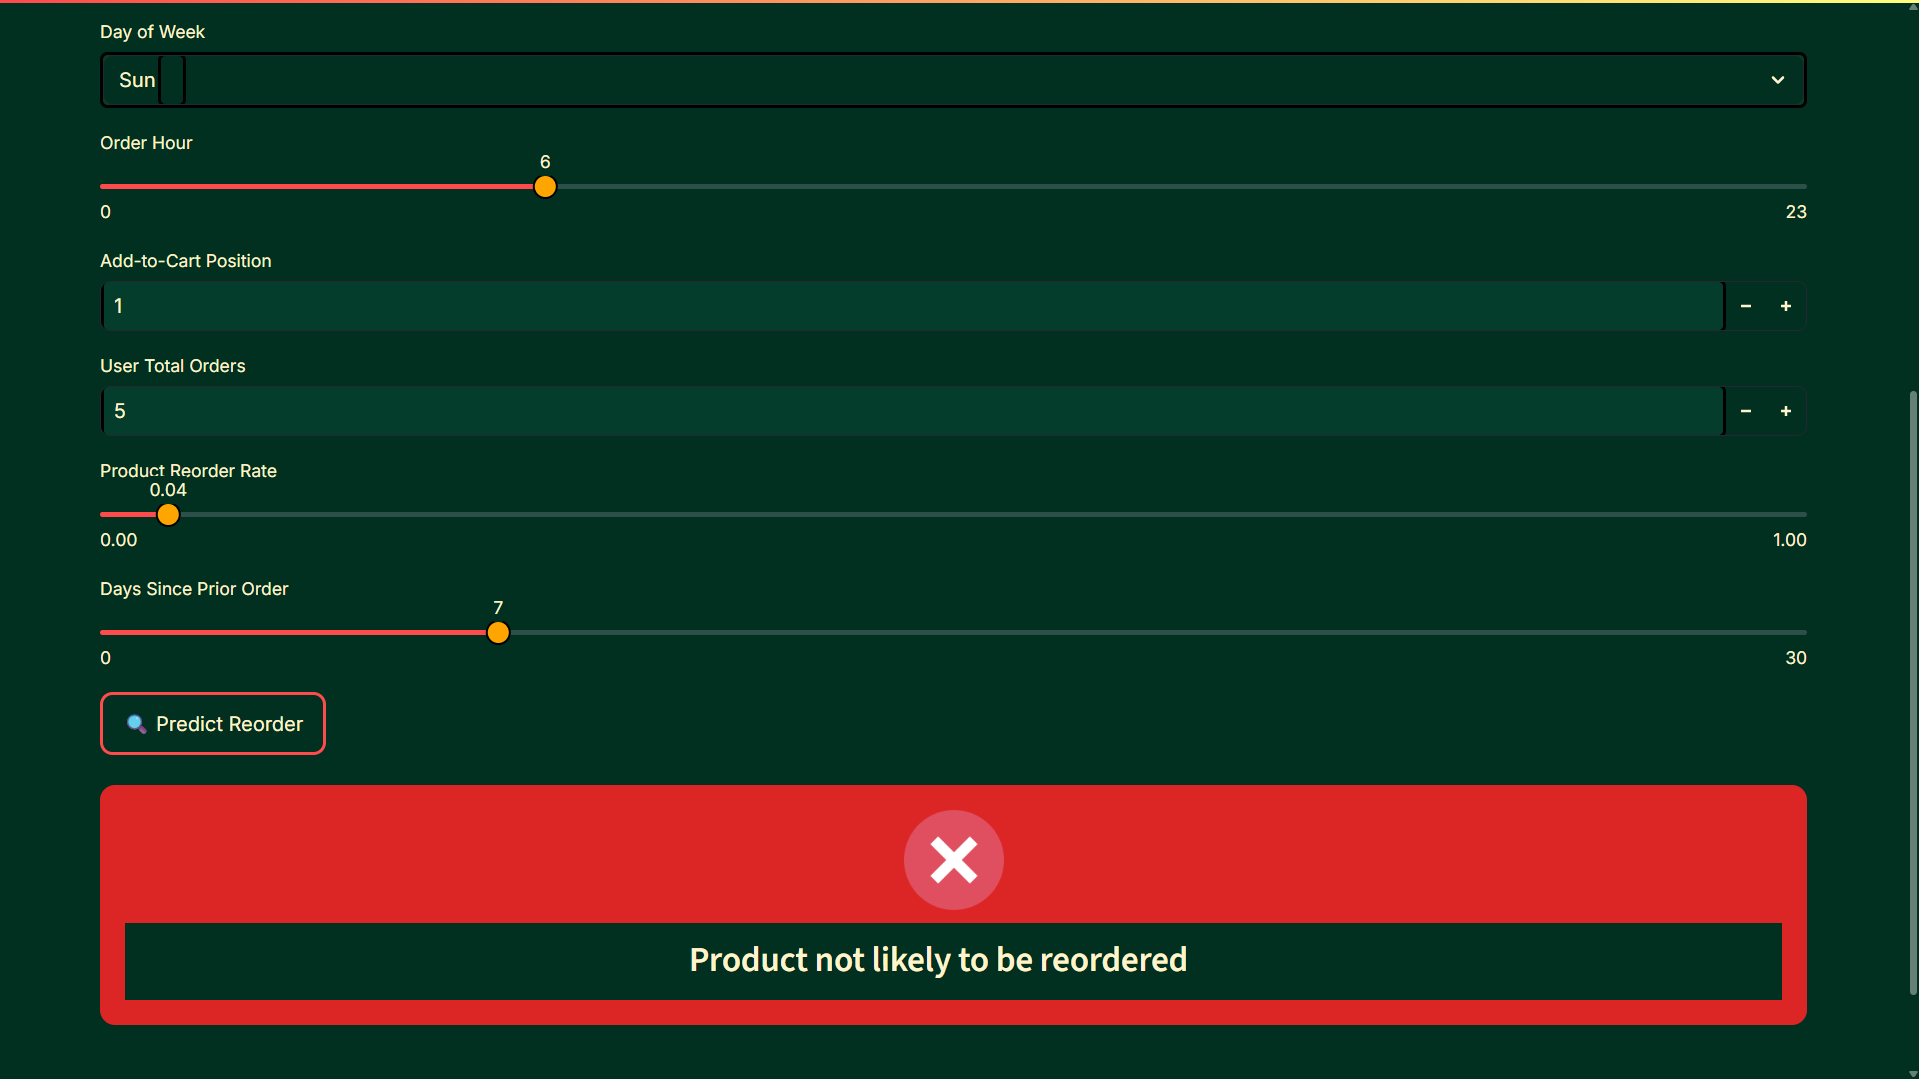 Day of Week
Sun
Order Hour
6
0 23
Add-to-Cart Position
1
User Total Orders
5
Product Reorder Rate
0.04
0.00 1.00
Days Since Prior Order
7
0 30
🔍 Predict Reorder
Product not likely to be reordered